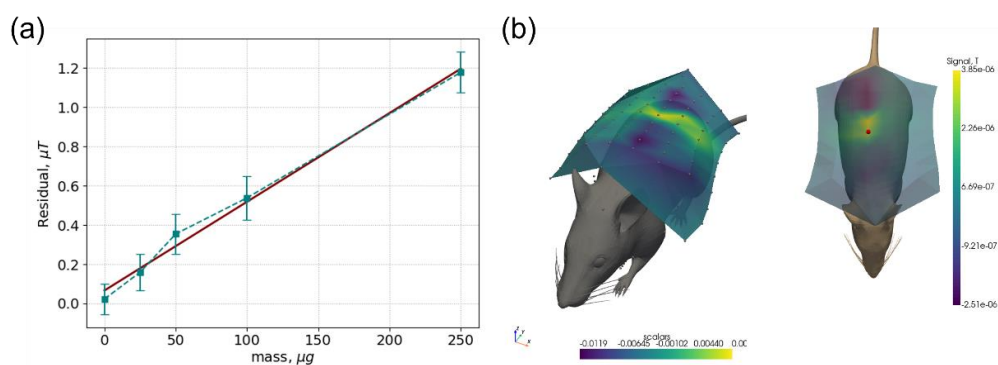 (a)
(b)
Residual, μT
1.2
1.0
0.8
0.6
0.4
0.2
0.0
0
50
100
150
200
250
mass, μg
Signal, T
3.85e-06
2.26e-06
6.69e-07
-9.21e-07
-2.51e-06
scalars
-0.0119 -0.00645 -0.00102 0.00440